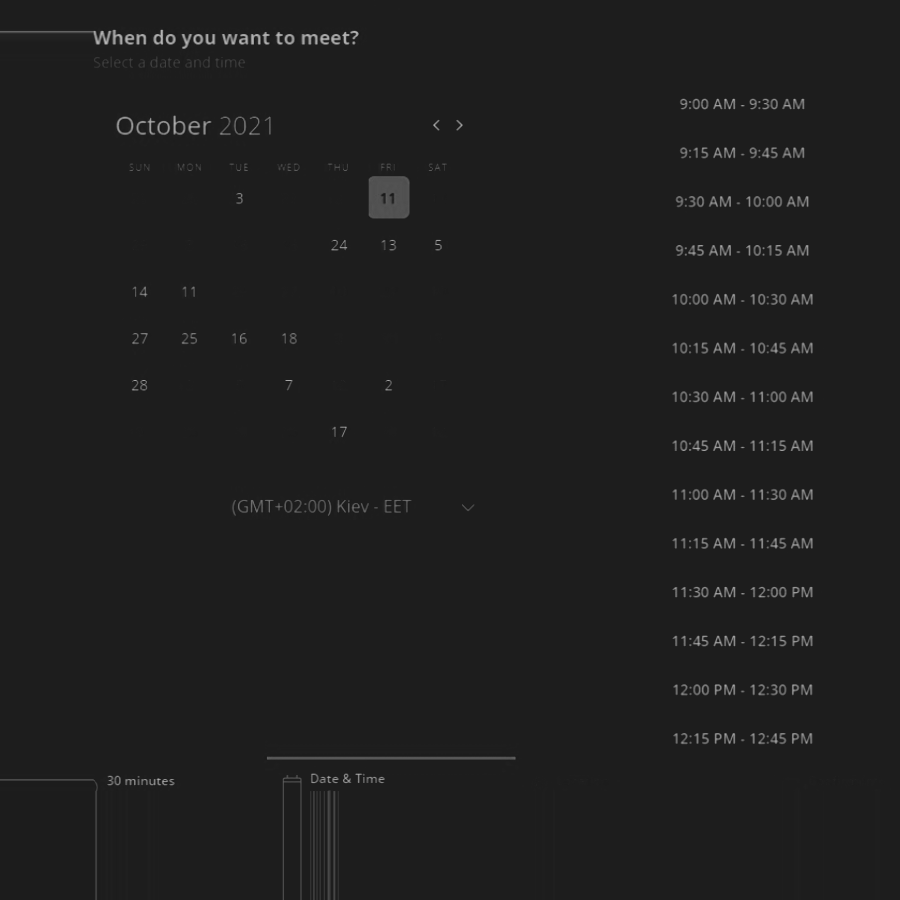 When do you want to meet?
Select a date and time
October 2021
SUN MON TUE WED THU FRI SAT
3 11
24 13 5
14 11
27 25 16 18
28 7 2
17
(GMT+02:00) Kiev - EET
9:00 AM - 9:30 AM
9:15 AM - 9:45 AM
9:30 AM - 10:00 AM
9:45 AM - 10:15 AM
10:00 AM - 10:30 AM
10:15 AM - 10:45 AM
10:30 AM - 11:00 AM
10:45 AM - 11:15 AM
11:00 AM - 11:30 AM
11:15 AM - 11:45 AM
11:30 AM - 12:00 PM
11:45 AM - 12:15 PM
12:00 PM - 12:30 PM
12:15 PM - 12:45 PM
30 minutes
Date & Time